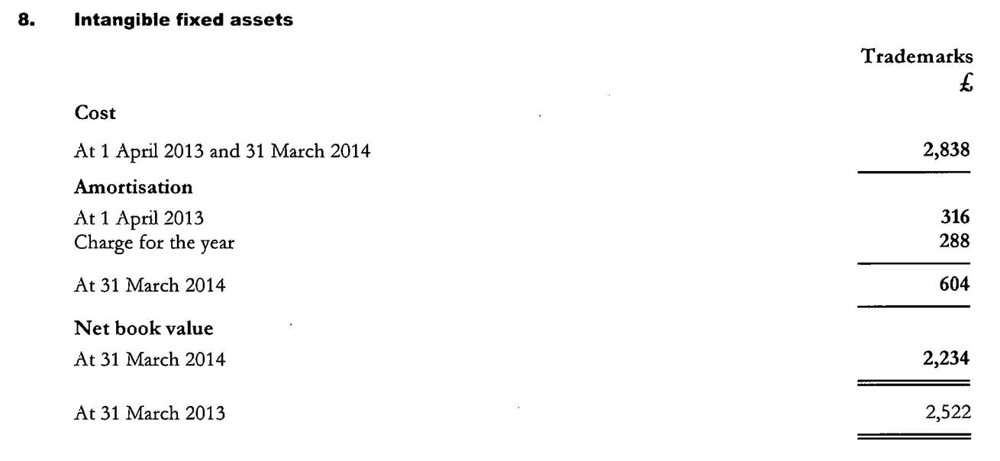 8. Intangible fixed assets
Trademarks
£
Cost
At 1 April 2013 and 31 March 2014 2,838
Amortisation
At 1 April 2013 316
Charge for the year 288
At 31 March 2014 604
Net book value
At 31 March 2014 2,234
At 31 March 2013 2,522